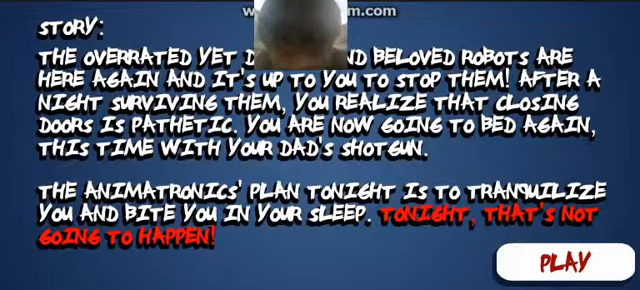 STORY:
THE OVERRATED YET AND BELOVED ROBOTS ARE
HERE AGAIN AND IT'S UP TO YOU TO STOP THEM! AFTER A
NIGHT SURVIVING THEM, YOU REALIZE THAT CLOSING
DOORS IS PATHETIC. YOU ARE NOW GOING TO BED AGAIN,
THIS TIME WITH YOUR DAD'S SHOTGUN.
THE ANIMATRONICS' PLAN TONIGHT IS TO TRANQUILIZE
YOU AND BITE YOU IN YOUR SLEEP. TONIGHT, THAT'S NOT
GOING TO HAPPEN!
PLAY